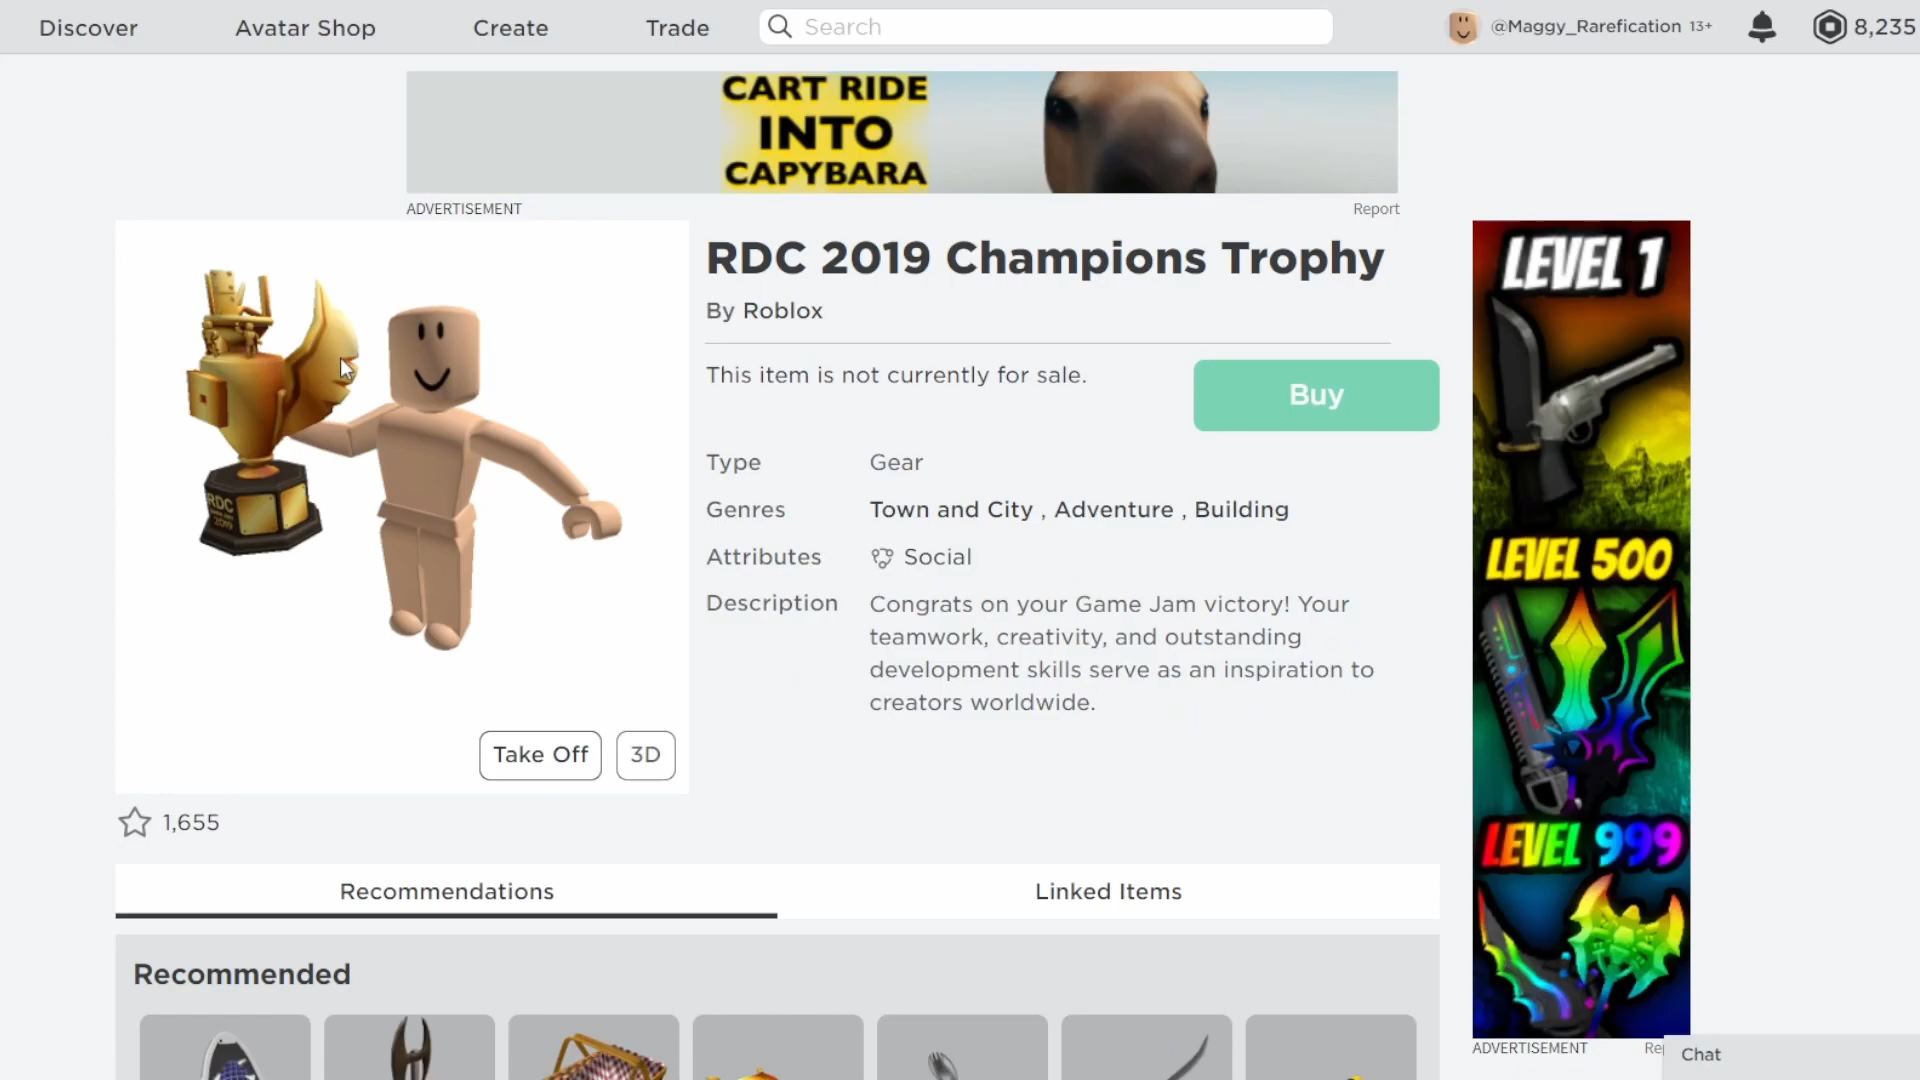 Discover
Avatar Shop
Create
Trade
Search
@Maggy_Rarefication 13+
8,235
CART RIDE
INTO
CAPYBARA
ADVERTISEMENT
Report
RDC 2019 Champions Trophy
By Roblox
This item is not currently for sale.
Buy
Type
Gear
Genres
Town and City , Adventure , Building
Attributes
Social
Description
Congrats on your Game Jam victory! Your
teamwork, creativity, and outstanding
development skills serve as an inspiration to
creators worldwide.
RDC
2019
Take Off
3D
1,655
LEVEL 1
LEVEL 500
LEVEL 999
ADVERTISEMENT
Recommendations
Linked Items
Recommended
Chat